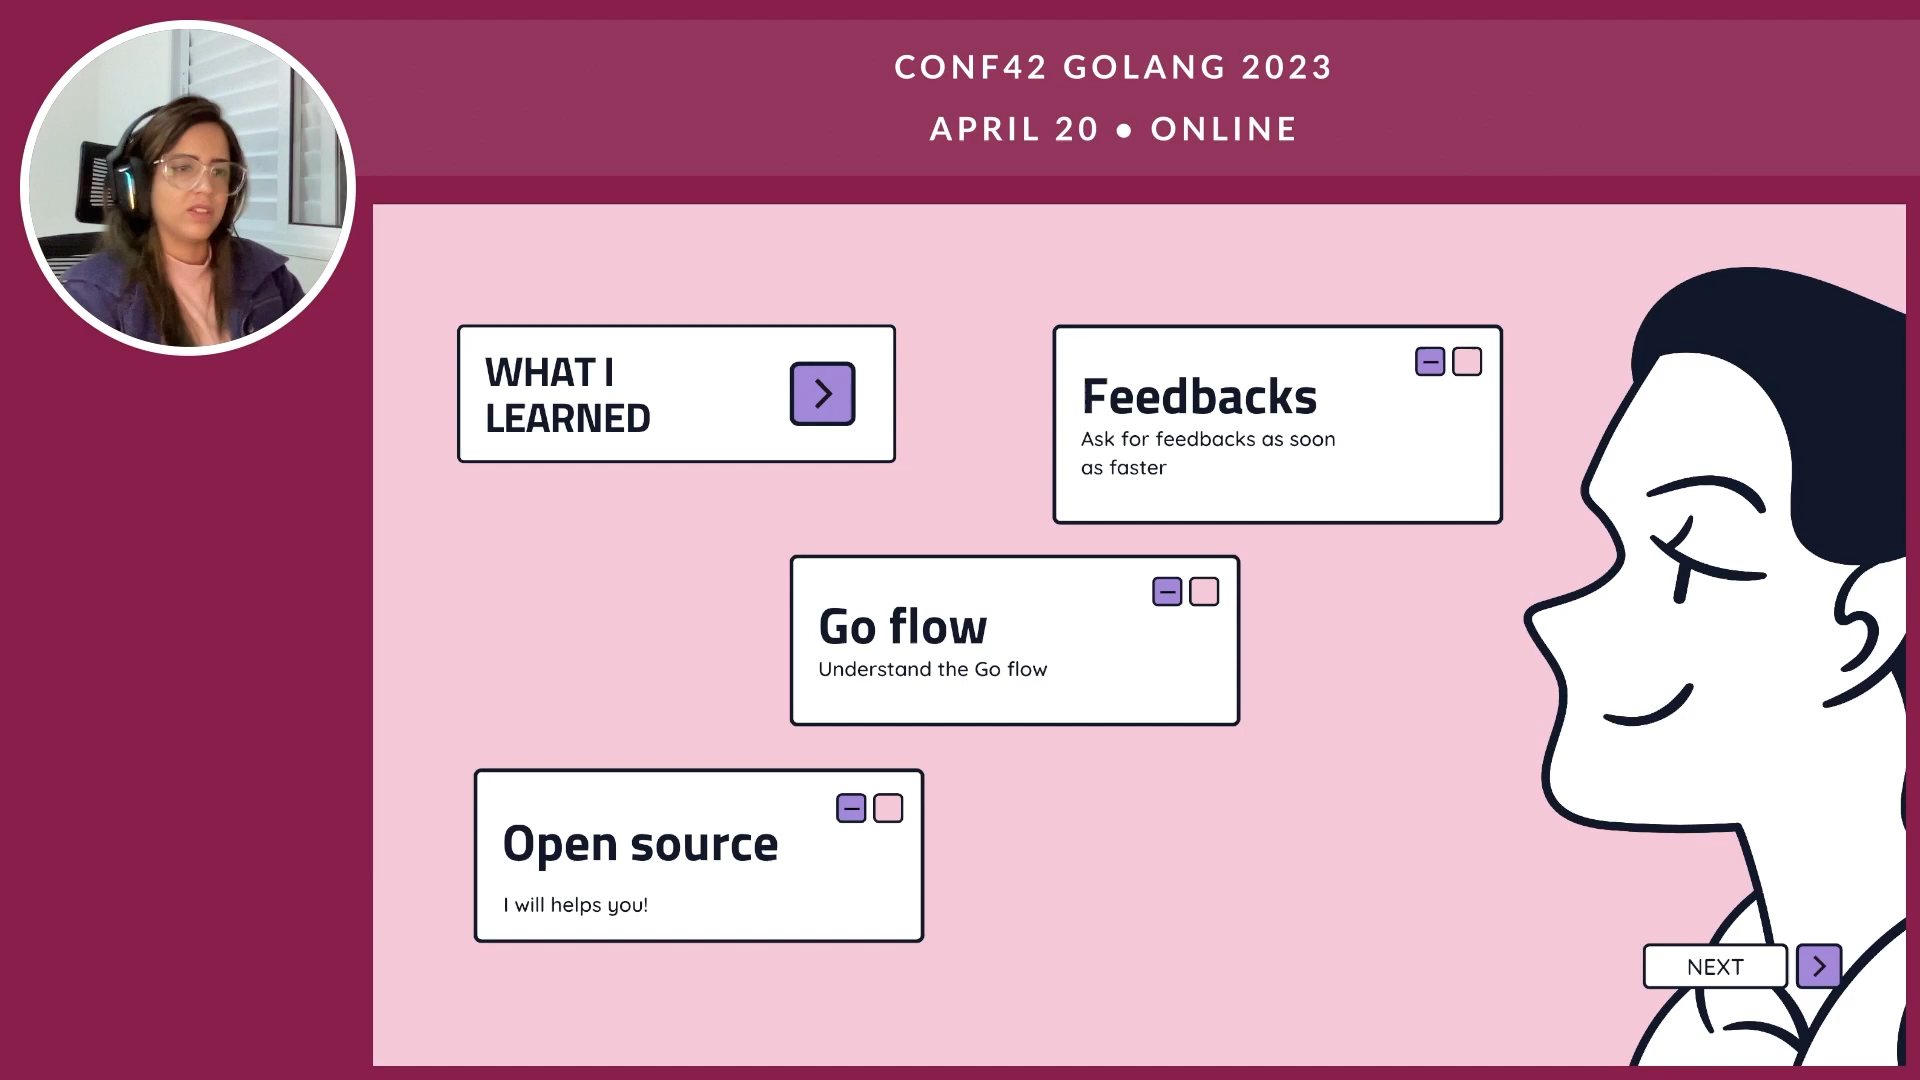 CONF42 GOLANG 2023
APRIL 20 • ONLINE
WHAT I
LEARNED
Feedbacks
Ask for feedbacks as soon
as faster
Go flow
Understand the Go flow
Open source
I will helps you!
NEXT